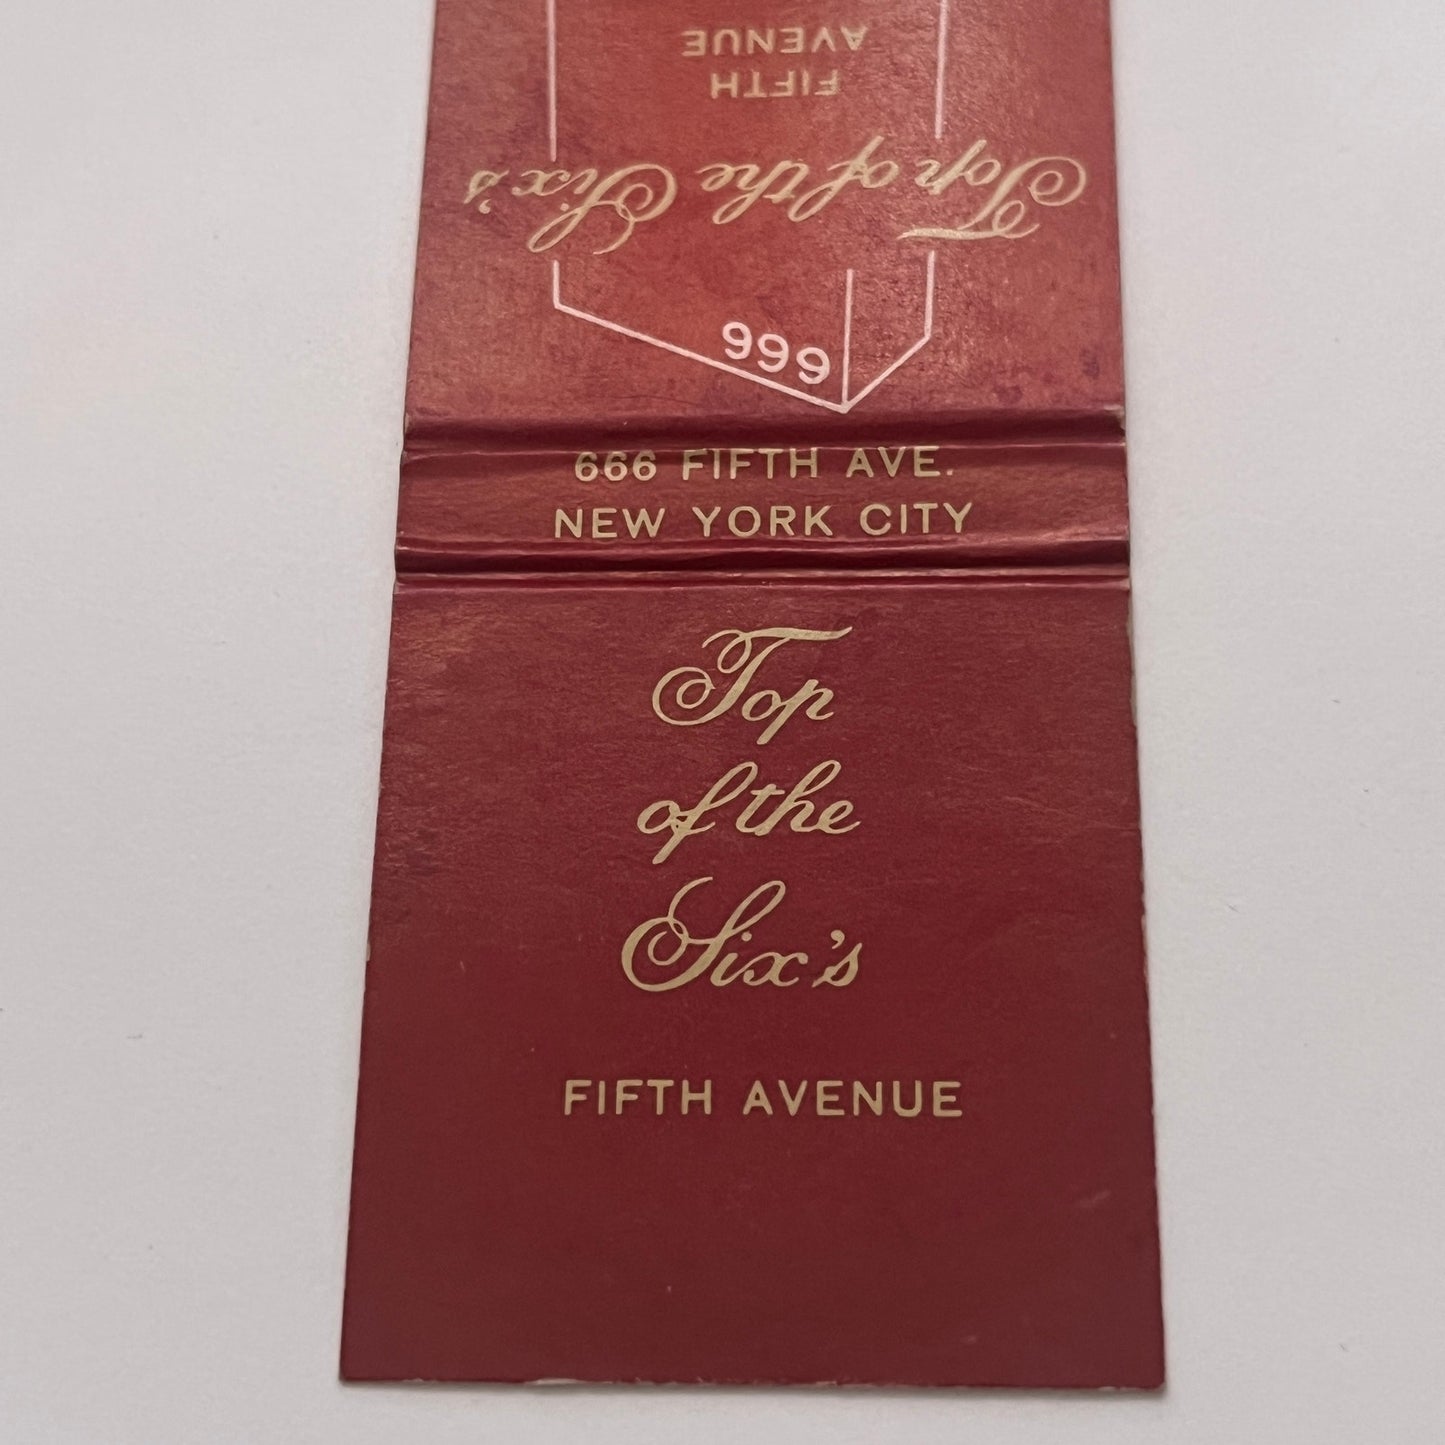 666
Top of the Six's
FIFTH
AVENUE
666 FIFTH AVE.
NEW YORK CITY
Top
of the
Six's
FIFTH AVENUE